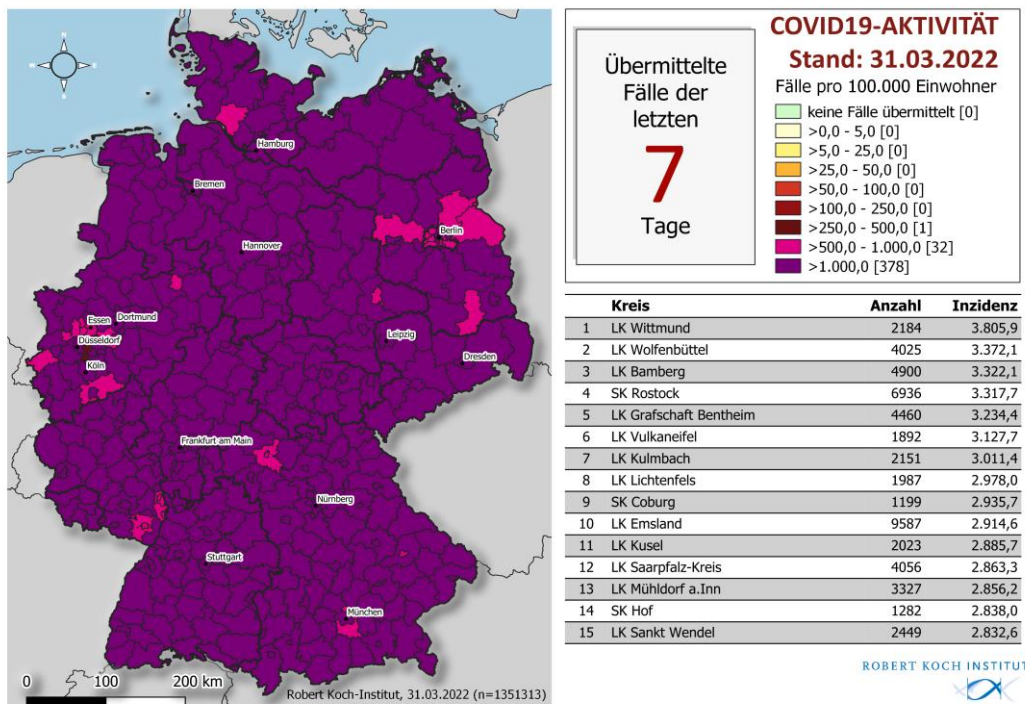 Hamburg
Bremen
Berlin
Hannover
Essen
Dortmund
Düsseldorf
Köln
Leipzig
Dresden
Frankfurt am Main
Nürnberg
Stuttgart
München
0 100 200 km
Robert Koch-Institut, 31.03.2022 (n=1351313)
Übermittelte
Fälle der
letzten
7
Tage
COVID19-AKTIVITÄT
Stand: 31.03.2022
Fälle pro 100.000 Einwohner
keine Fälle übermittelt [0]
>0,0 - 5,0 [0]
>5,0 - 25,0 [0]
>25,0 - 50,0 [0]
>50,0 - 100,0 [0]
>100,0 - 250,0 [0]
>250,0 - 500,0 [1]
>500,0 - 1.000,0 [32]
>1.000,0 [378]
Kreis Anzahl Inzidenz
1 LK Wittmund 2184 3.805,9
2 LK Wolfenbüttel 4025 3.372,1
3 LK Bamberg 4900 3.322,1
4 SK Rostock 6936 3.317,7
5 LK Grafschaft Bentheim 4460 3.234,4
6 LK Vulkaneifel 1892 3.127,7
7 LK Kulmbach 2151 3.011,4
8 LK Lichtenfels 1987 2.978,0
9 SK Coburg 1199 2.935,7
10 LK Emsland 9587 2.914,6
11 LK Kusel 2023 2.885,7
12 LK Saarpfalz-Kreis 4056 2.863,3
13 LK Mühldorf a.Inn 3327 2.856,2
14 SK Hof 1282 2.838,0
15 LK Sankt Wendel 2449 2.832,6
ROBERT KOCH INSTITUT